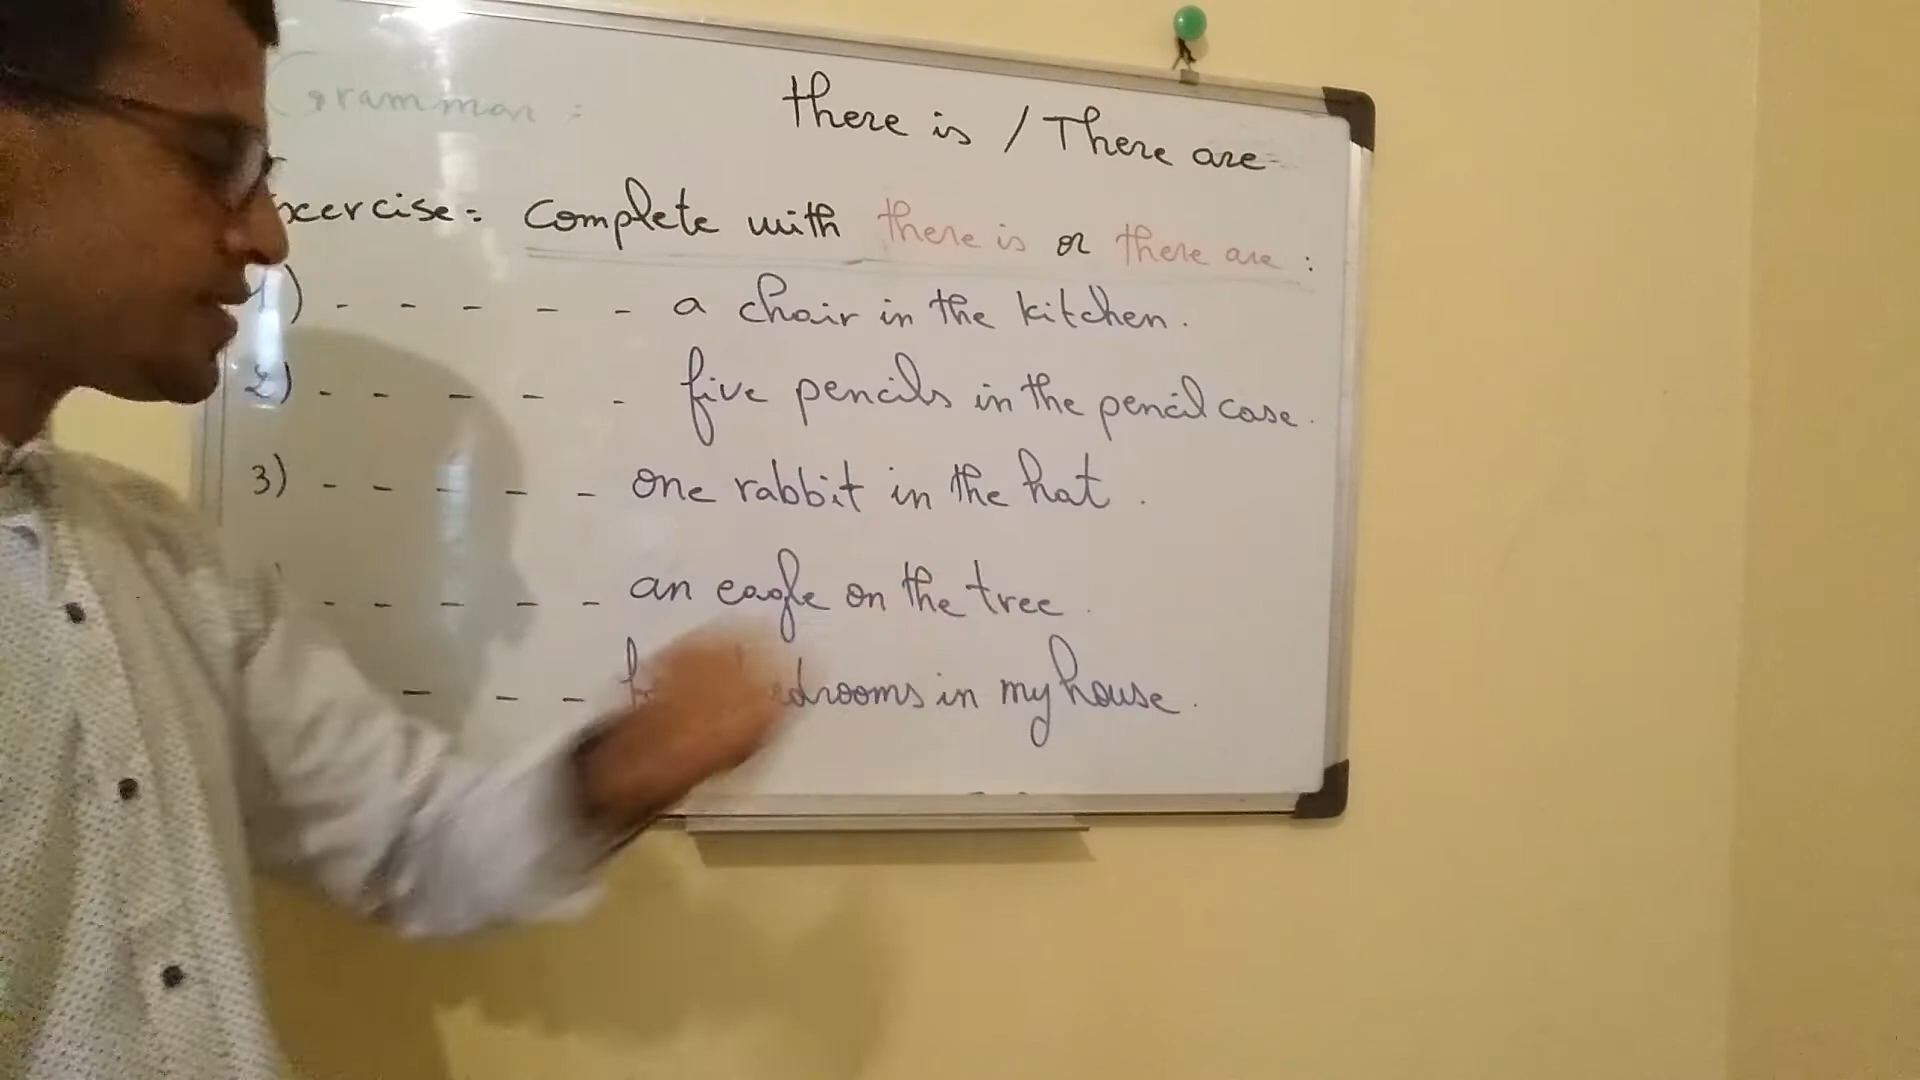 Grammar :
there is / There are
Exercise: Complete with there is or there are :
1) - - - - - a chair in the kitchen.
2) - - - - - five pencils in the pencil case.
3) - - - - - one rabbit in the hat.
- - - - - an eagle on the tree.
- - - drooms in my house.